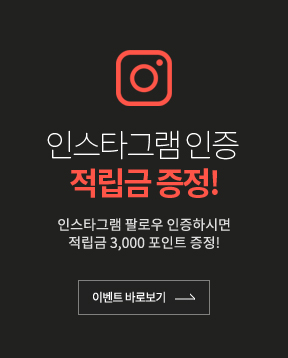 인스타그램 인증
적립금 증정!
인스타그램 팔로우 인증하시면
적립금 3,000 포인트 증정!
이벤트 바로보기